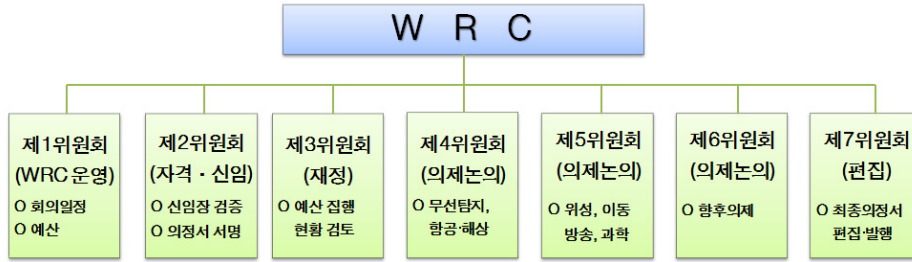 W R C
제1위원회
(WRC 운영)
O 회의일정
O 예산
제2위원회
(자격·신임)
O 신임장 검증
O 의정서 서명
제3위원회
(재정)
O 예산 집행
현황 검토
제4위원회
(의제논의)
O 무선탐지,
항공·해상
제5위원회
(의제논의)
O 위성, 이동
방송, 과학
제6위원회
(의제논의)
O 향후의제
제7위원회
(편집)
O 최종의정서
편집·발행